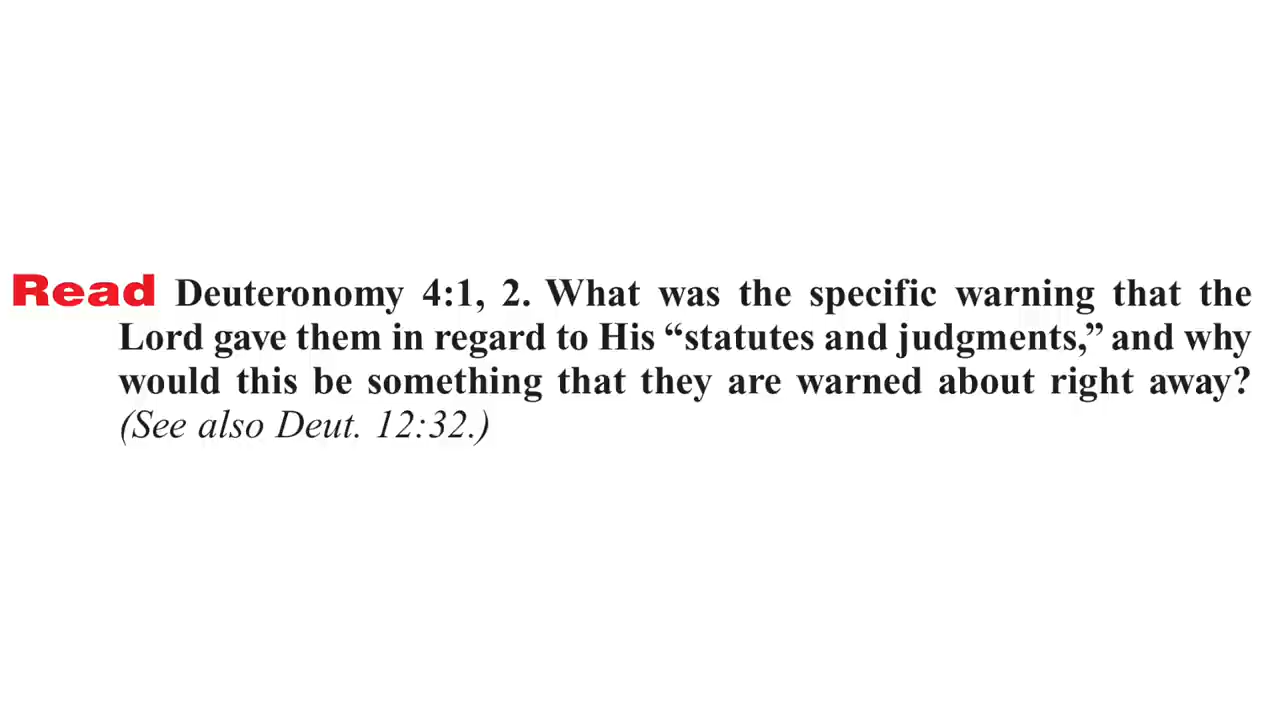 Read Deuteronomy 4:1, 2. What was the specific warning that the
Lord gave them in regard to His “statutes and judgments,” and why
would this be something that they are warned about right away?
(See also Deut. 12:32.)